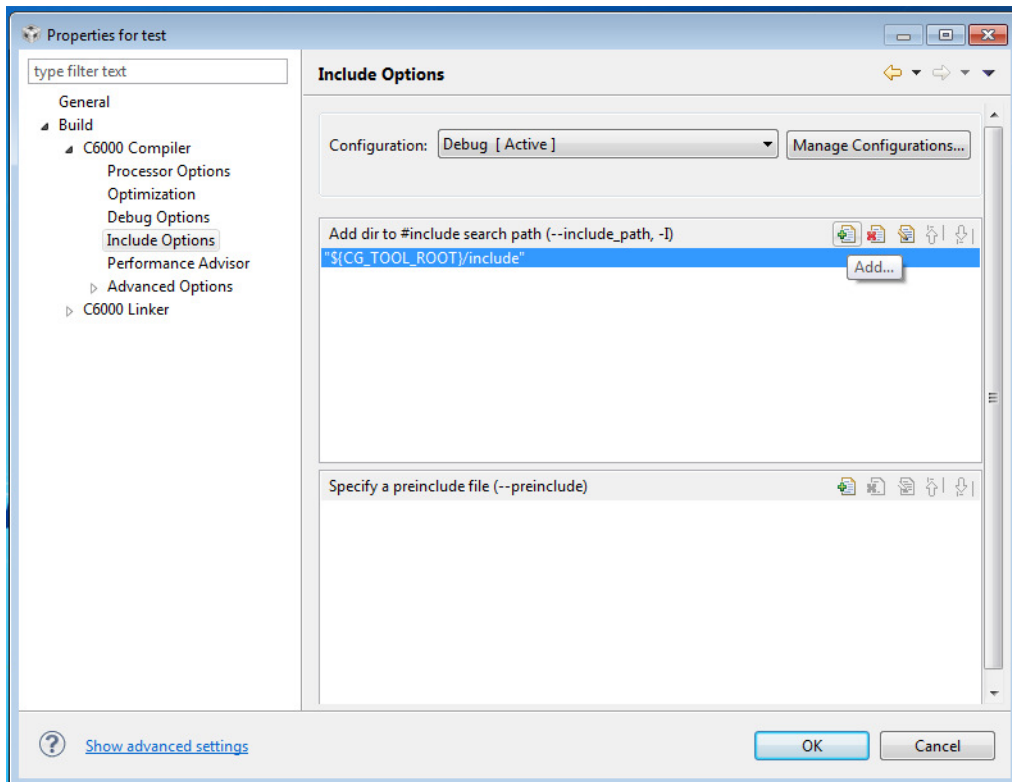 Properties for test
type filter text
General
Build
C6000 Compiler
Processor Options
Optimization
Debug Options
Include Options
Performance Advisor
Advanced Options
C6000 Linker
Include Options
Configuration: Debug [ Active ] Manage Configurations...
Add dir to #include search path (--include_path, -I)
"${CG_TOOL_ROOT}/include"
Add...
Specify a preinclude file (--preinclude)
? Show advanced settings OK Cancel